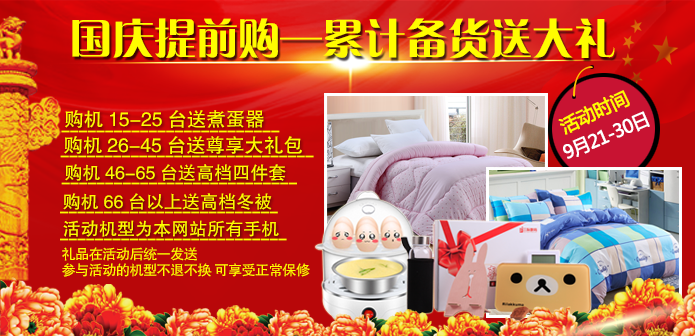 国庆提前购—累计备货送大礼
购机 15-25 台送煮蛋器
购机 26-45 台送尊享大礼包
购机 46-65 台送高档四件套
购机 66 台以上送高档冬被
活动机型为本网站所有手机
礼品在活动后统一发送
参与活动的机型不退不换 可享受正常保修
活动时间
9月21-30日